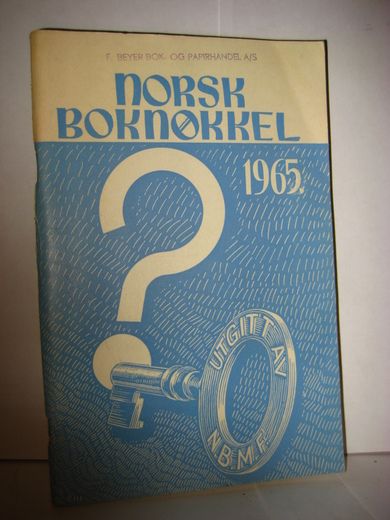 F. BEYER BOK- OG PAPIRHANDEL A/S
NORSK
BOKNØKKEL
1965
UTGITT AV
N.B.M.F.